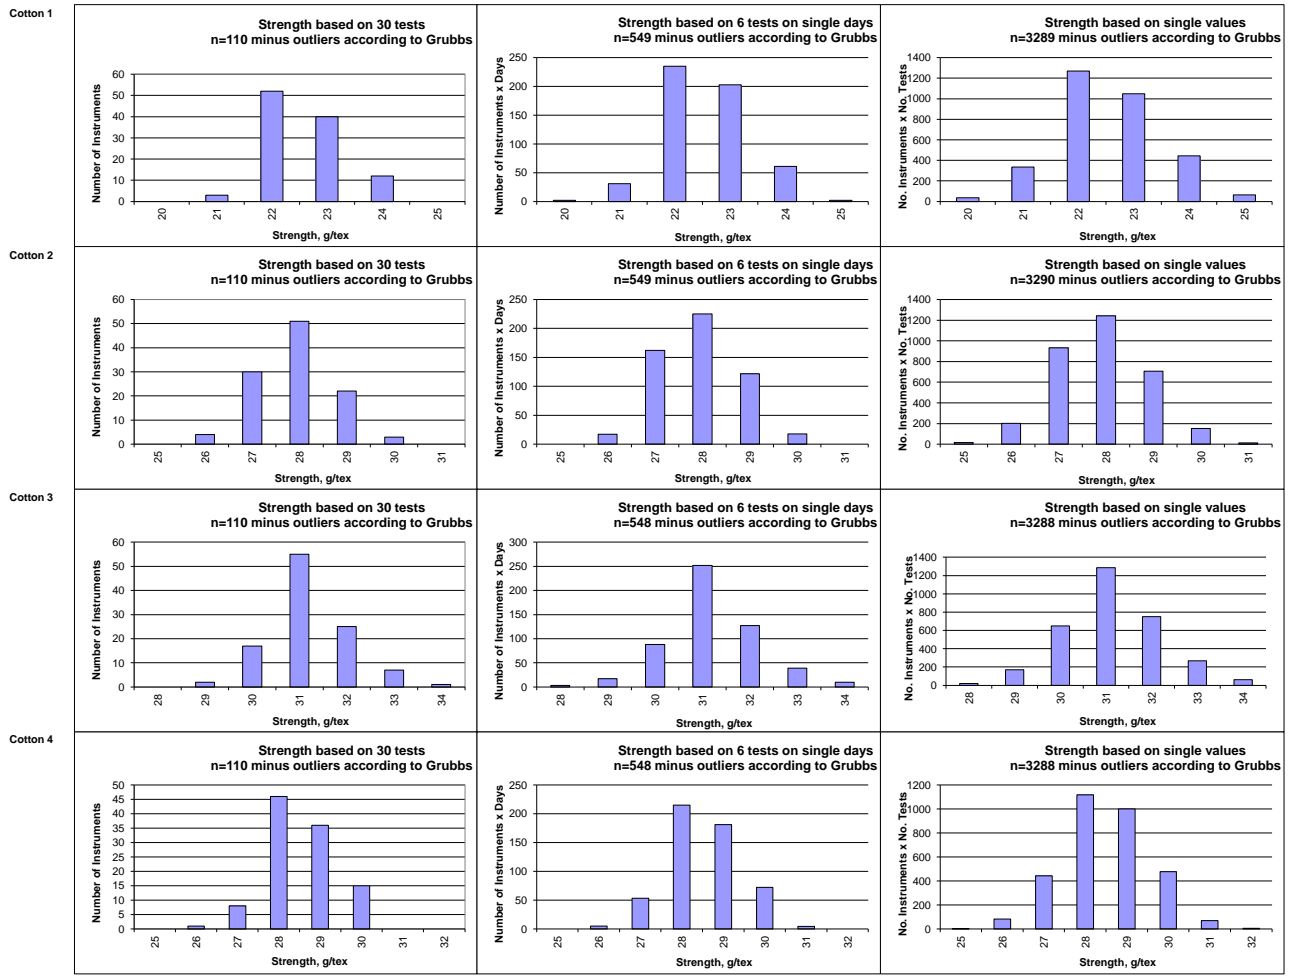 Cotton 1
Strength based on 30 tests
n=110 minus outliers according to Grubbs
Number of Instruments
60
50
40
30
20
10
0
20 21 22 23 24 25
Strength, g/tex
Strength based on 6 tests on single days
n=549 minus outliers according to Grubbs
Number of Instruments x Days
250
200
150
100
50
0
20 21 22 23 24 25
Strength, g/tex
Strength based on single values
n=3289 minus outliers according to Grubbs
No. Instruments x No. Tests
1400
1200
1000
800
600
400
200
0
20 21 22 23 24 25
Strength, g/tex
Cotton 2
Strength based on 30 tests
n=110 minus outliers according to Grubbs
Number of Instruments
60
50
40
30
20
10
0
25 26 27 28 29 30 31
Strength, g/tex
Strength based on 6 tests on single days
n=549 minus outliers according to Grubbs
Number of Instruments x Days
250
200
150
100
50
0
25 26 27 28 29 30 31
Strength, g/tex
Strength based on single values
n=3290 minus outliers according to Grubbs
No. Instruments x No. Tests
1400
1200
1000
800
600
400
200
0
25 26 27 28 29 30 31
Strength, g/tex
Cotton 3
Strength based on 30 tests
n=110 minus outliers according to Grubbs
Number of Instruments
60
50
40
30
20
10
0
28 29 30 31 32 33 34
Strength, g/tex
Strength based on 6 tests on single days
n=548 minus outliers according to Grubbs
Number of Instruments x Days
300
250
200
150
100
50
0
28 29 30 31 32 33 34
Strength, g/tex
Strength based on single values
n=3288 minus outliers according to Grubbs
No. Instruments x No. Tests
1400
1200
1000
800
600
400
200
0
28 29 30 31 32 33 34
Strength, g/tex
Cotton 4
Strength based on 30 tests
n=110 minus outliers according to Grubbs
Number of Instruments
50
45
40
35
30
25
20
15
10
5
0
25 26 27 28 29 30 31 32
Strength, g/tex
Strength based on 6 tests on single days
n=548 minus outliers according to Grubbs
Number of Instruments x Days
250
200
150
100
50
0
25 26 27 28 29 30 31 32
Strength, g/tex
Strength based on single values
n=3288 minus outliers according to Grubbs
No. Instruments x No. Tests
1200
1000
800
600
400
200
0
25 26 27 28 29 30 31 32
Strength, g/tex